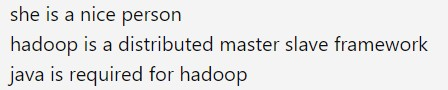 she is a nice person
hadoop is a distributed master slave framework
java is required for hadoop